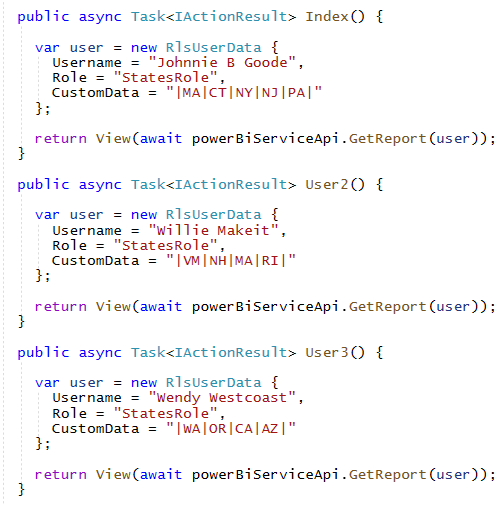 public async Task<IActionResult> Index() {
var user = new RlsUserData {
Username = "Johnnie B Goode",
Role = "StatesRole",
CustomData = "|MA|CT|NY|NJ|PA|"
};
return View(await powerBiServiceApi.GetReport(user));
}
public async Task<IActionResult> User2() {
var user = new RlsUserData {
Username = "Willie Makeit",
Role = "StatesRole",
CustomData = "|VM|NH|MA|RI|"
};
return View(await powerBiServiceApi.GetReport(user));
}
public async Task<IActionResult> User3() {
var user = new RlsUserData {
Username = "Wendy Westcoast",
Role = "StatesRole",
CustomData = "|WA|OR|CA|AZ|"
};
return View(await powerBiServiceApi.GetReport(user));
}